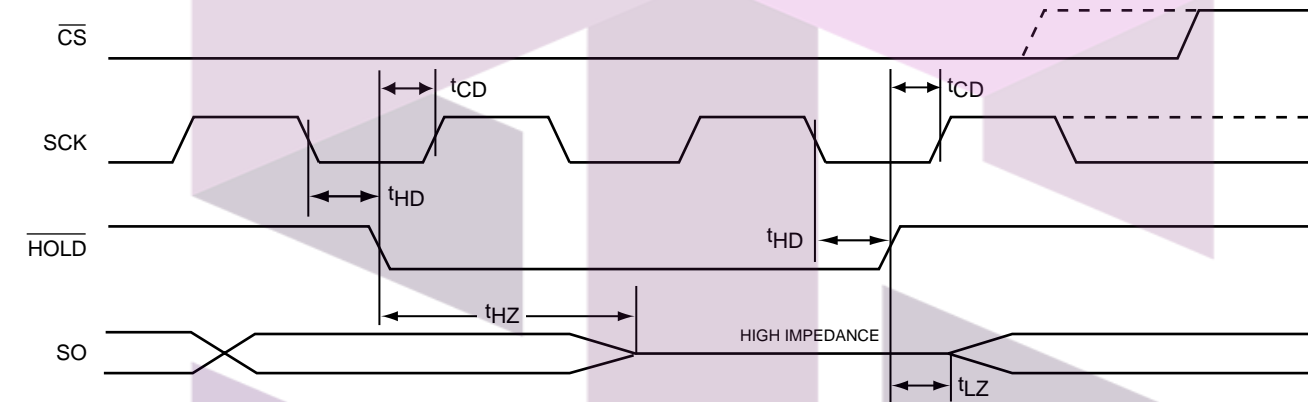 CS
tCD
tCD
SCK
tHD
tHD
HOLD
tHZ
HIGH IMPEDANCE
SO
tLZ